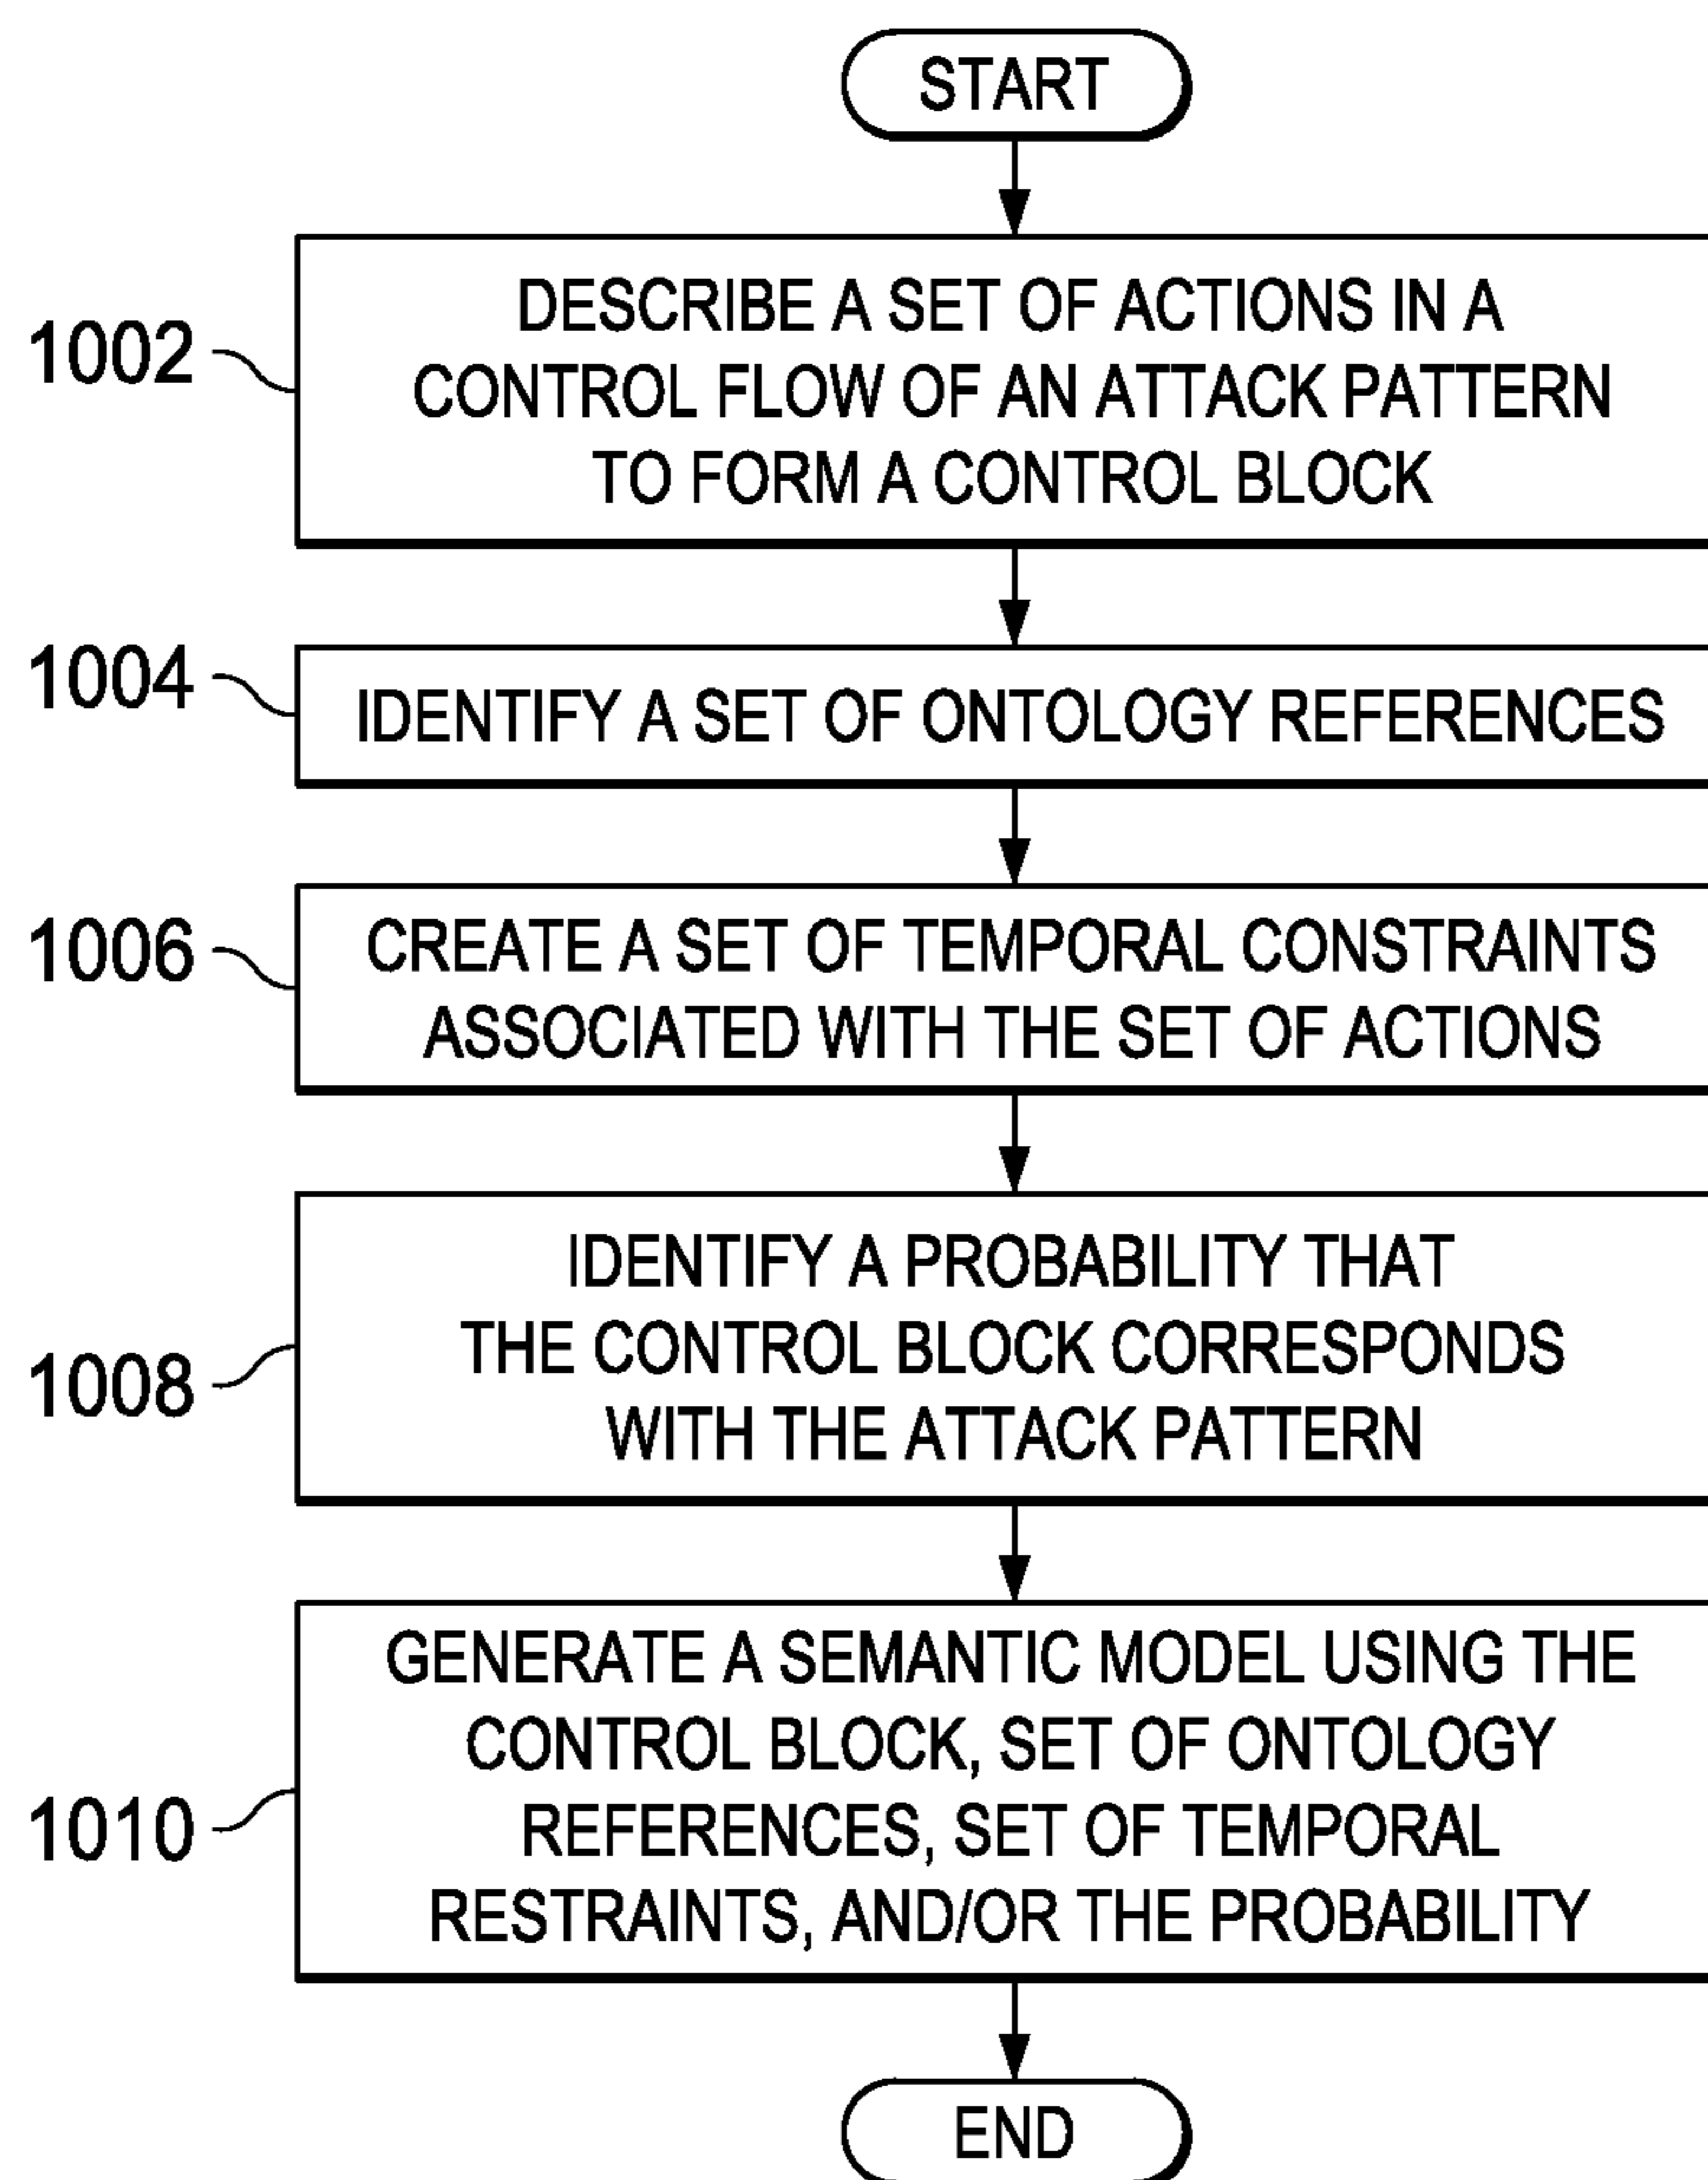 START
DESCRIBE A SET OF ACTIONS IN A
CONTROL FLOW OF AN ATTACK PATTERN
TO FORM A CONTROL BLOCK
1002
IDENTIFY A SET OF ONTOLOGY REFERENCES
1004
CREATE A SET OF TEMPORAL CONSTRAINTS
ASSOCIATED WITH THE SET OF ACTIONS
1006
IDENTIFY A PROBABILITY THAT
THE CONTROL BLOCK CORRESPONDS
WITH THE ATTACK PATTERN
1008
GENERATE A SEMANTIC MODEL USING THE
CONTROL BLOCK, SET OF ONTOLOGY
REFERENCES, SET OF TEMPORAL
RESTRAINTS, AND/OR THE PROBABILITY
1010
END